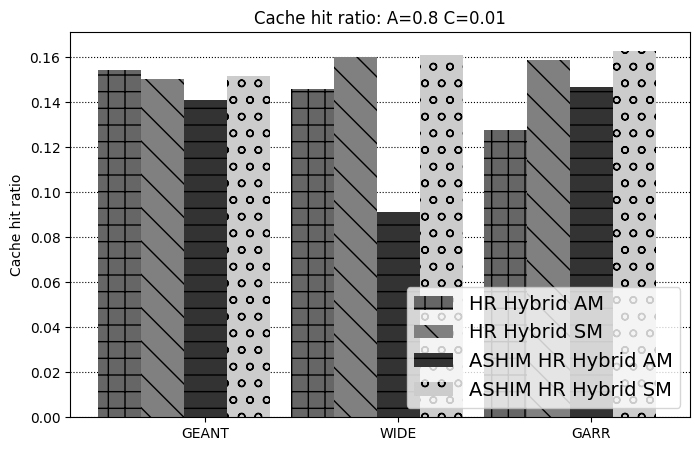 Cache hit ratio: A=0.8 C=0.01
Cache hit ratio
0.16
0.14
0.12
0.10
0.08
0.06
0.04
0.02
0.00
HR Hybrid AM
HR Hybrid SM
ASHIM HR Hybrid AM
ASHIM HR Hybrid SM
GEANT
WIDE
GARR